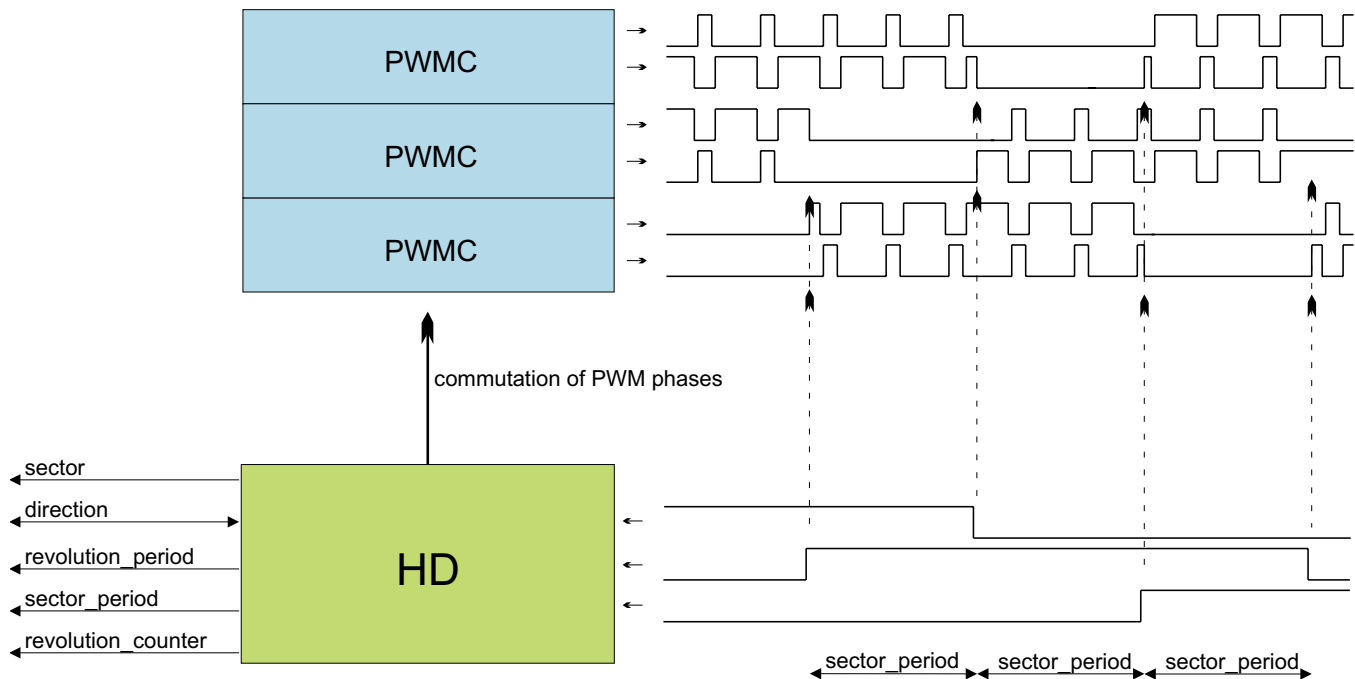 PWMC
PWMC
PWMC
commutation of PWM phases
sector
direction
revolution_period
sector_period
revolution_counter
HD
sector_period
sector_period
sector_period